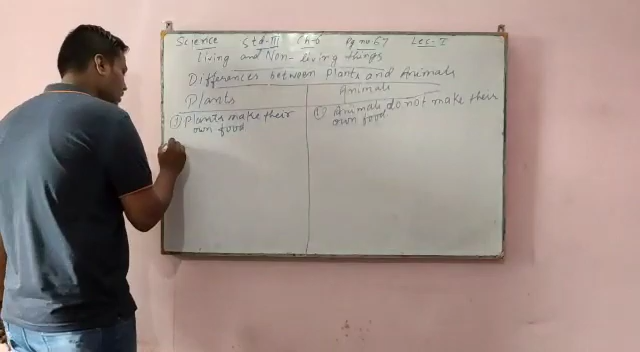 Science Std-III Ch-6 Pg no 67 Lec-I
Living and Non-living things
Differences between Plants and Animals
Plants
Animals
① Plants make their
own food
① Animals do not make their
own food